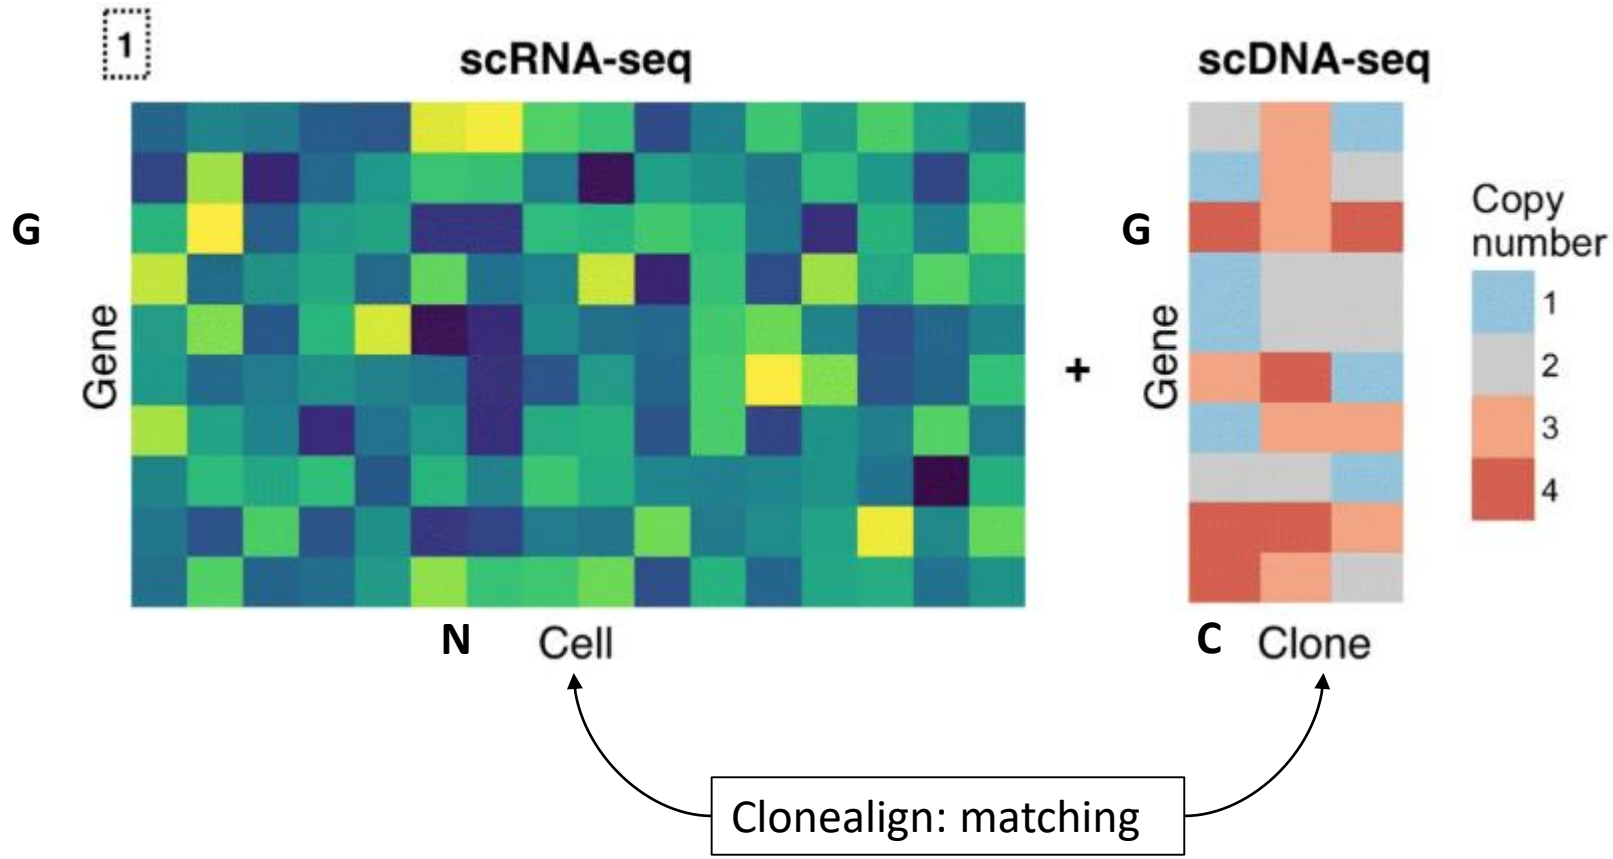 1
scRNA-seq
scDNA-seq
G
Gene
N
Cell
+
G
Gene
C
Clone
Copy
number
1
2
3
4
Clonealign: matching